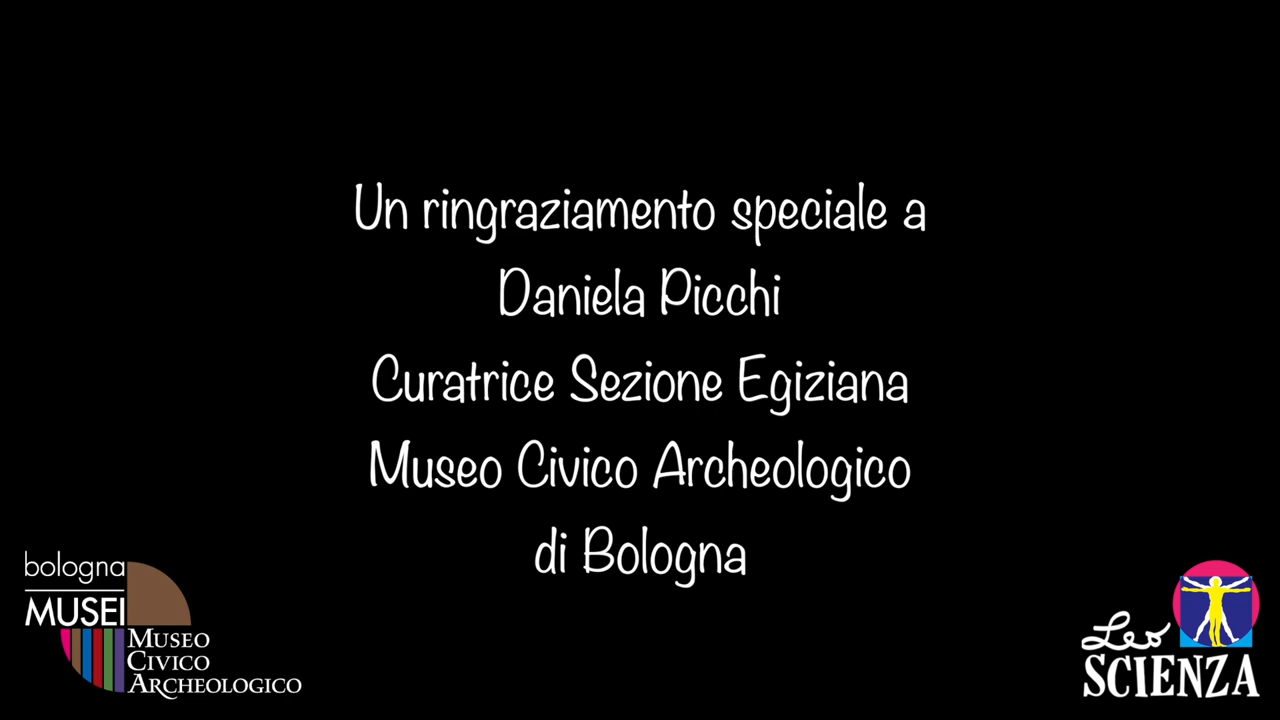 Un ringraziamento speciale a
Daniela Picchi
Curatrice Sezione Egiziana
Museo Civico Archeologico
di Bologna
bologna
MUSEI
MUSEO
CIVICO
ARCHEOLOGICO
Leo
SCIENZA